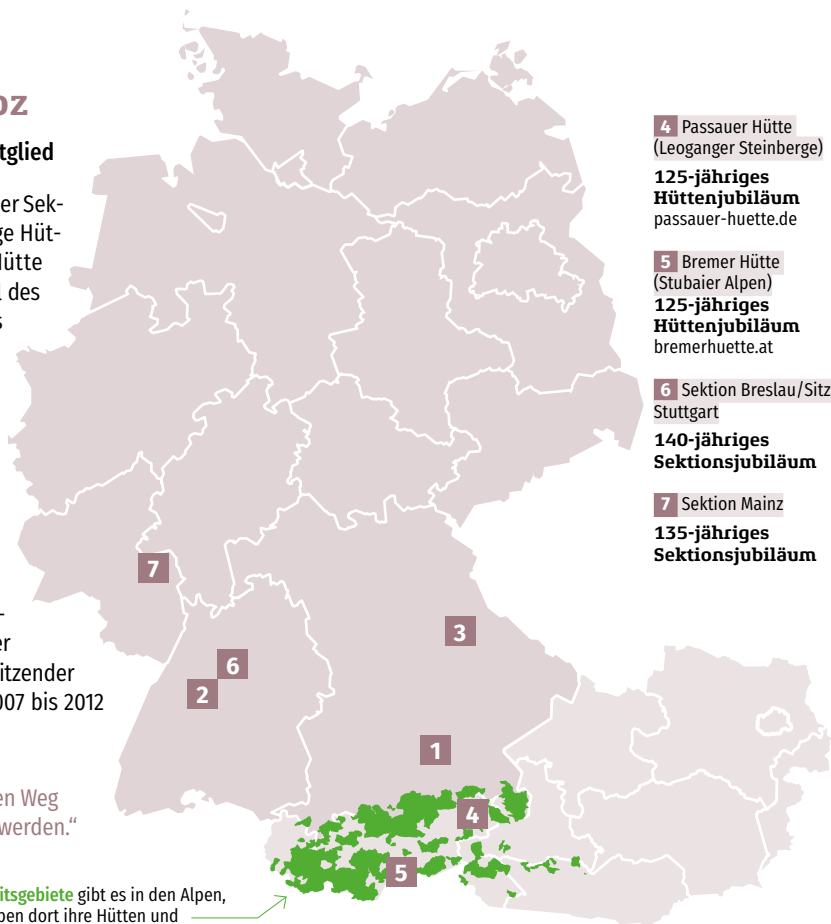 oz
tglied
er Sek-
ge Hüt-
Hütte
l des
s
-
er
itzender
007 bis 2012
en Weg
werden.“
itsgebiete gibt es in den Alpen,
ben dort ihre Hütten und
7
3
6
2
1
4
5
4 Passauer Hütte
(Leoganger Steinberge)
125-jähriges
Hüttenjubiläum
passauer-huette.de
5 Bremer Hütte
(Stubaier Alpen)
125-jähriges
Hüttenjubiläum
bremerhuette.at
6 Sektion Breslau/Sitz
Stuttgart
140-jähriges
Sektionsjubiläum
7 Sektion Mainz
135-jähriges
Sektionsjubiläum